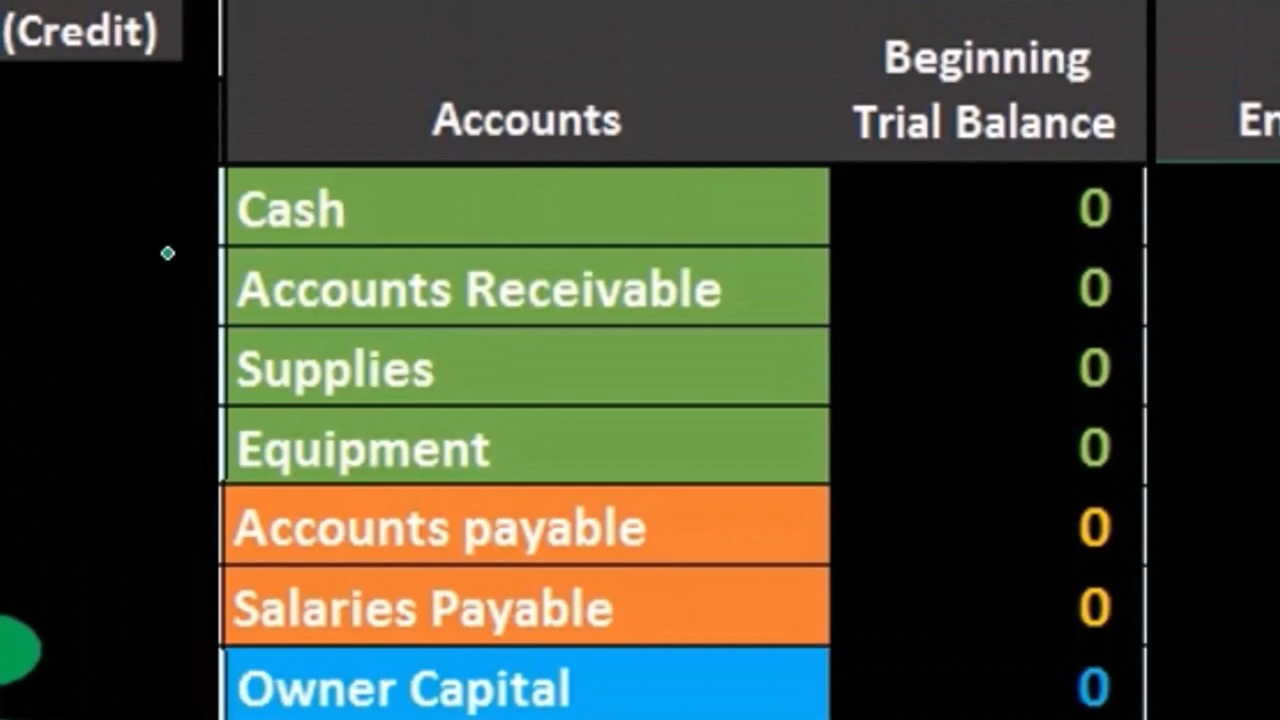 (Credit)
Accounts
Beginning
Trial Balance
En
Cash 0
Accounts Receivable 0
Supplies 0
Equipment 0
Accounts payable 0
Salaries Payable 0
Owner Capital 0